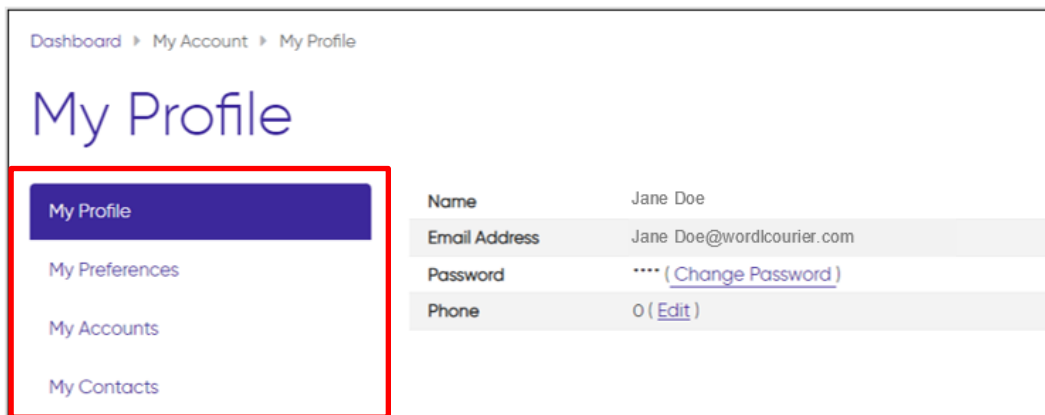 Dashboard My Account My Profile
My Profile
My Profile
My Preferences
My Accounts
My Contacts
Name Jane Doe
Email Address Jane Doe@wordlcourier.com
Password •••• ( Change Password )
Phone 0 ( Edit )